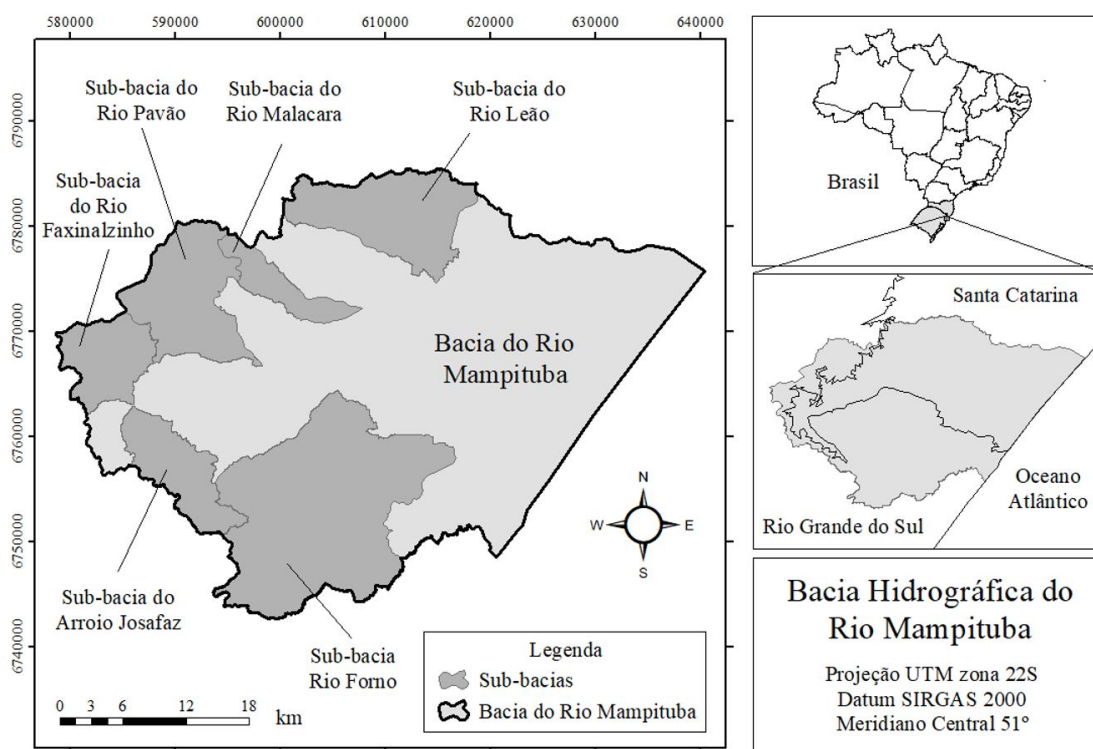 580000 590000 600000 610000 620000 630000 640000
6790000
6780000
6770000
6760000
6750000
6740000
Sub-bacia do
Rio Pavão
Sub-bacia do
Rio Malacara
Sub-bacia do
Rio Leão
Sub-bacia
do Rio
Faxinalzinho
Bacia do Rio
Mampituba
Sub-bacia do
Arroio Josafaz
Sub-bacia
Rio Forno
N
W E
S
0 3 6 12 18
km
Legenda
Sub-bacias
Bacia do Rio Mampituba
Brasil
Santa Catarina
Oceano
Atlântico
Rio Grande do Sul
Bacia Hidrográfica do
Rio Mampituba
Projeção UTM zona 22S
Datum SIRGAS 2000
Meridiano Central 51º